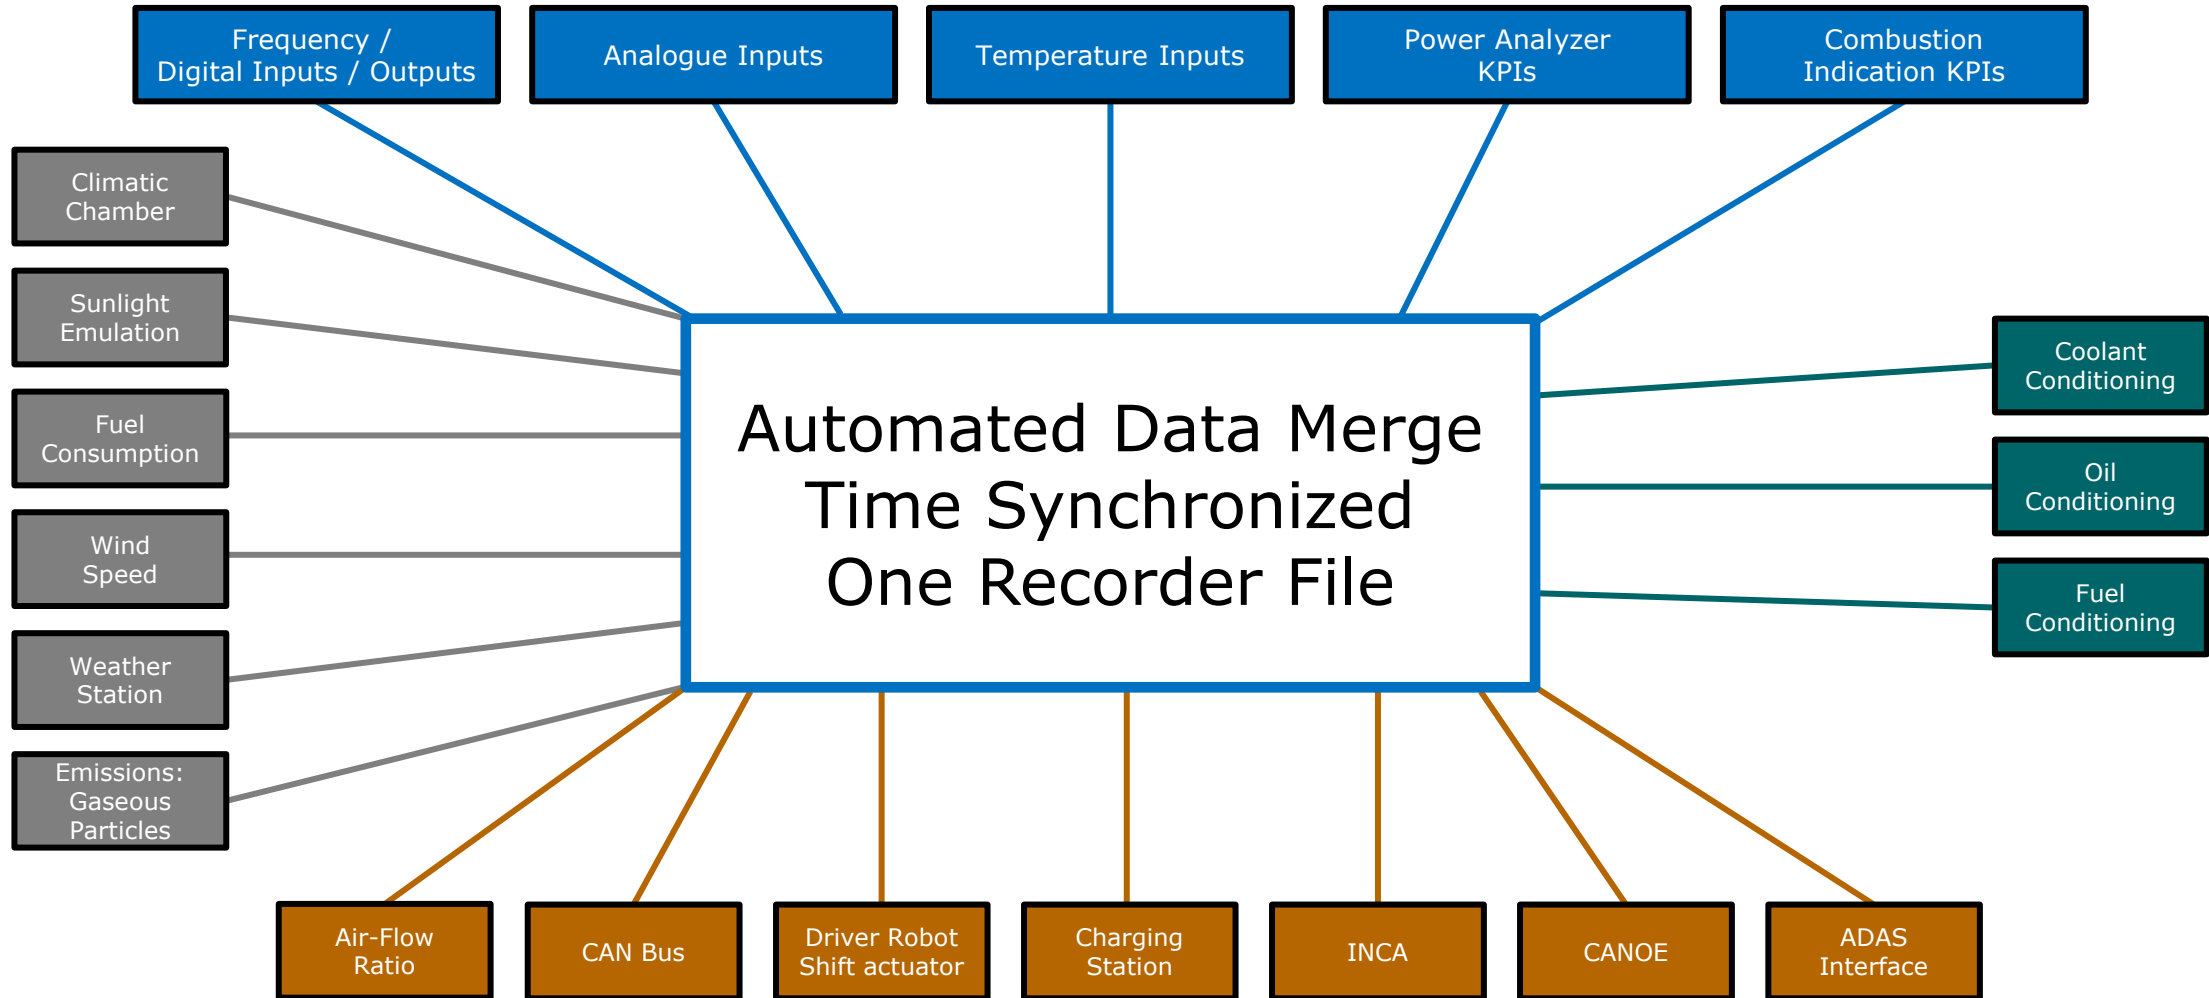 Frequency /
Digital Inputs / Outputs
Analogue Inputs
Temperature Inputs
Power Analyzer
KPIs
Combustion
Indication KPIs
Climatic
Chamber
Sunlight
Emulation
Fuel
Consumption
Wind
Speed
Weather
Station
Emissions:
Gaseous
Particles
Automated Data Merge
Time Synchronized
One Recorder File
Coolant
Conditioning
Oil
Conditioning
Fuel
Conditioning
Air-Flow
Ratio
CAN Bus
Driver Robot
Shift actuator
Charging
Station
INCA
CANOE
ADAS
Interface